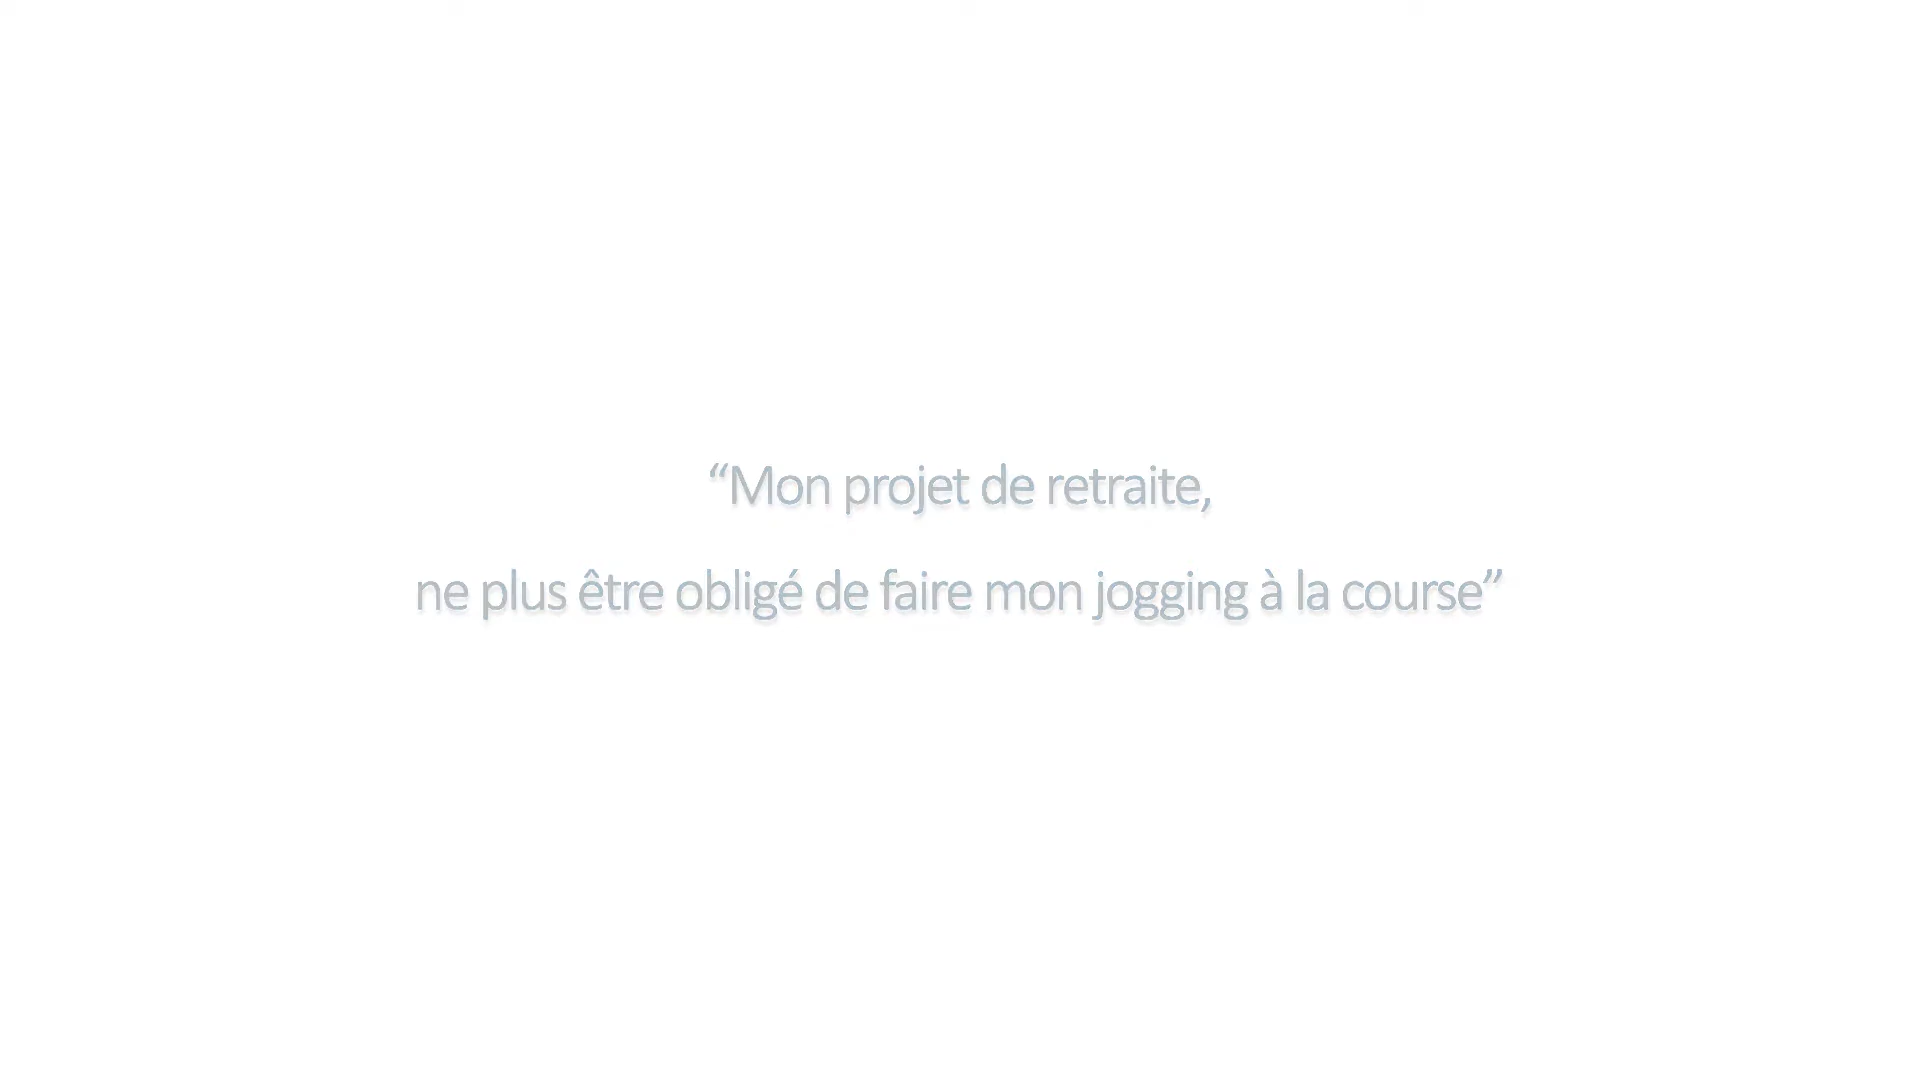 “Mon projet de retraite,
ne plus être obligé de faire mon jogging à la course”